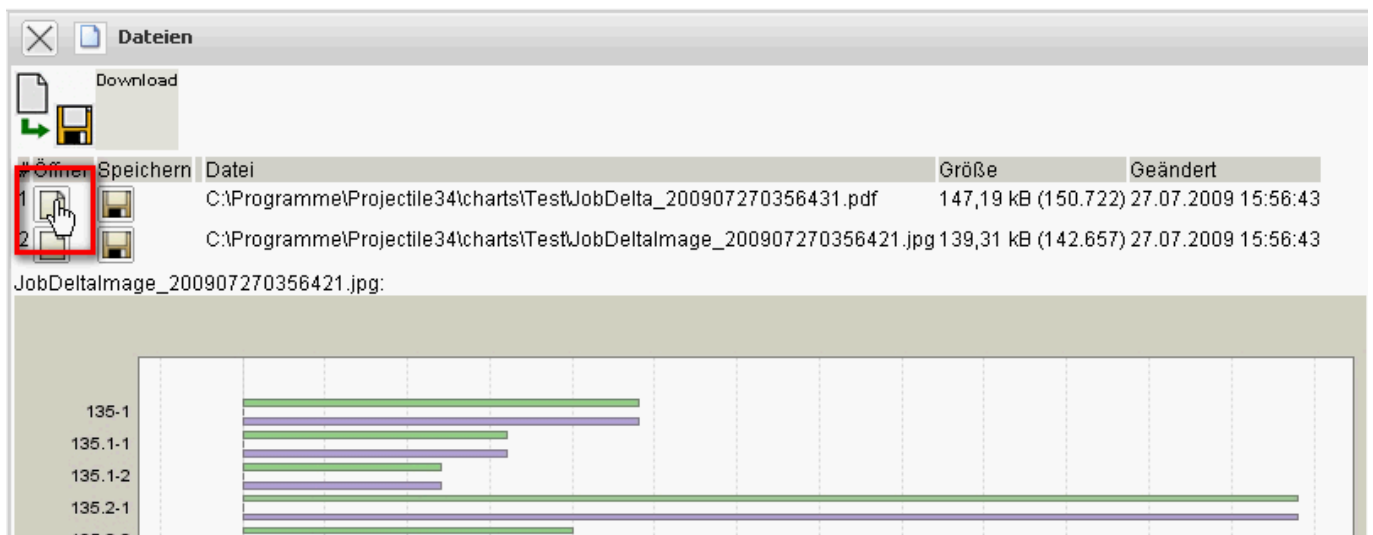 Dateien
Download
# Öffnen Speichern Datei Größe Geändert
1 C:\Programme\Projectile34\charts\Test\JobDelta_200907270356431.pdf 147,19 kB (150.722) 27.07.2009 15:56:43
2 C:\Programme\Projectile34\charts\Test\JobDeltaImage_200907270356421.jpg 139,31 kB (142.657) 27.07.2009 15:56:43
JobDeltaImage_200907270356421.jpg:
135-1
135.1-1
135.1-2
135.2-1